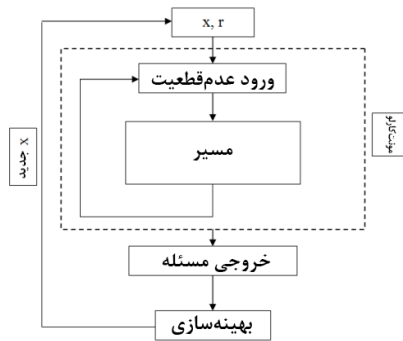 x, r
ورود عدم‌قطعیت
مسیر
مونت‌کارلو
x جدید
خروجی مسئله
بهینه‌سازی